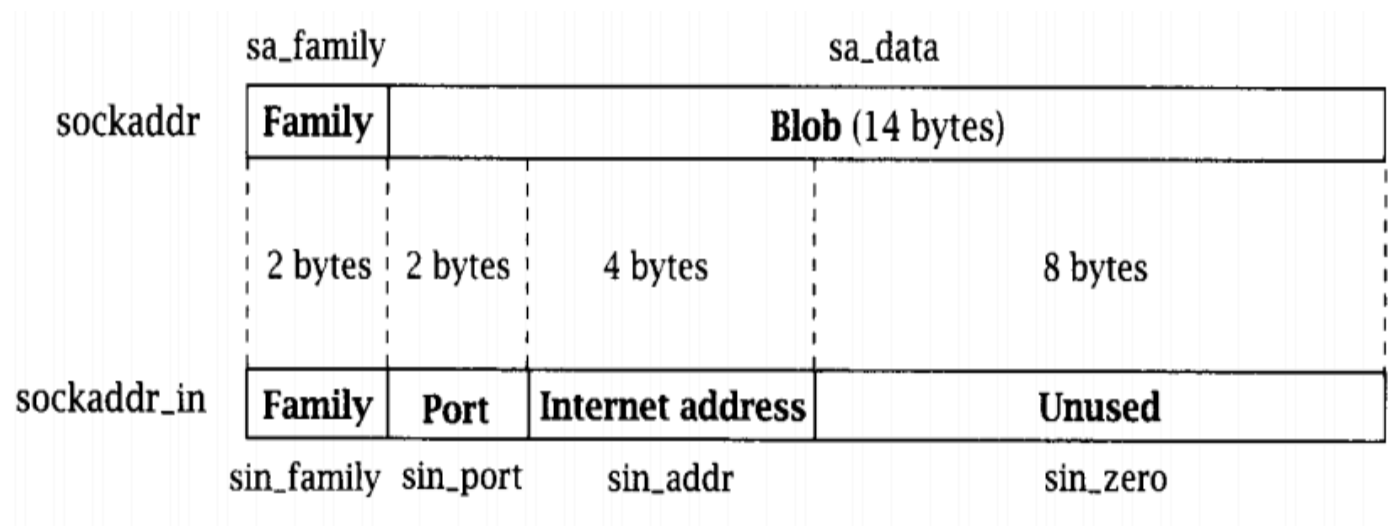 sa_family sa_data
sockaddr Family Blob (14 bytes)
2 bytes 2 bytes 4 bytes 8 bytes
sockaddr_in Family Port Internet address Unused
sin_family sin_port sin_addr sin_zero